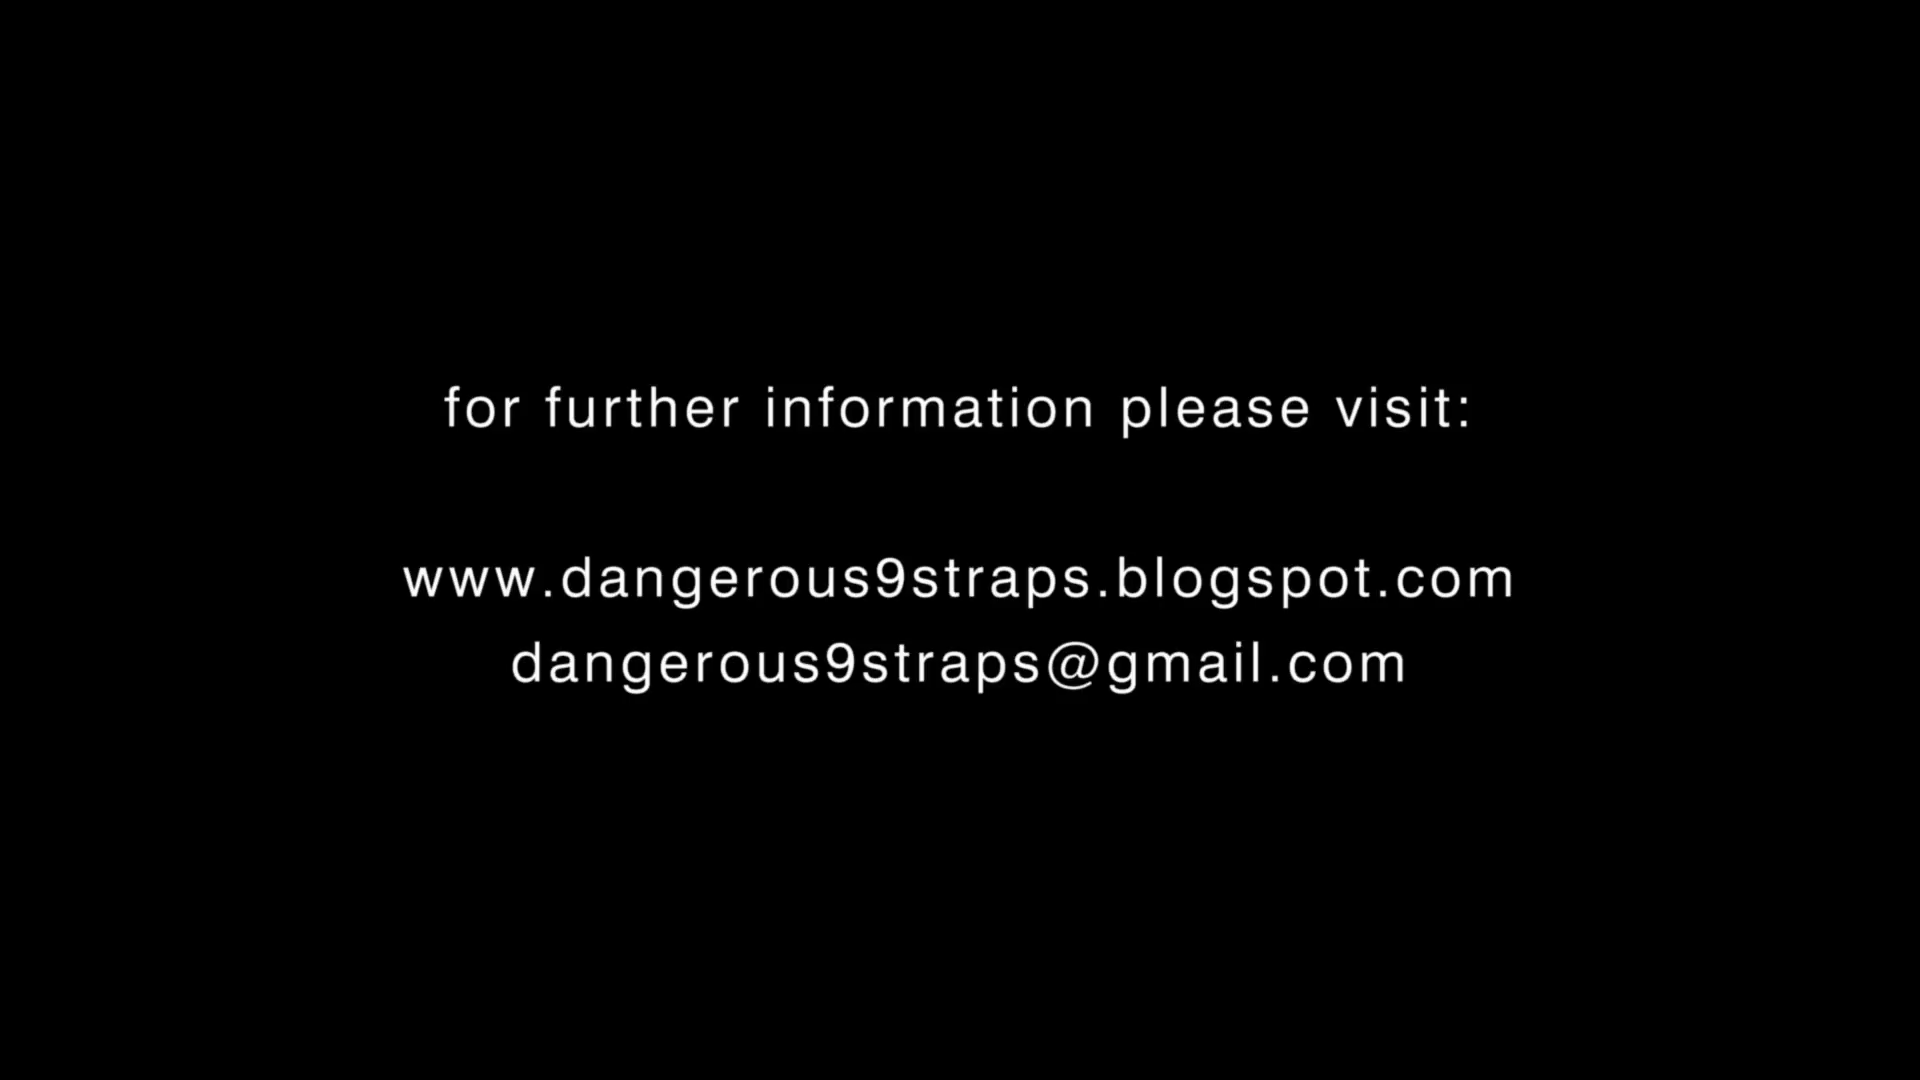 for further information please visit:
www.dangerous9straps.blogspot.com
dangerous9straps@gmail.com